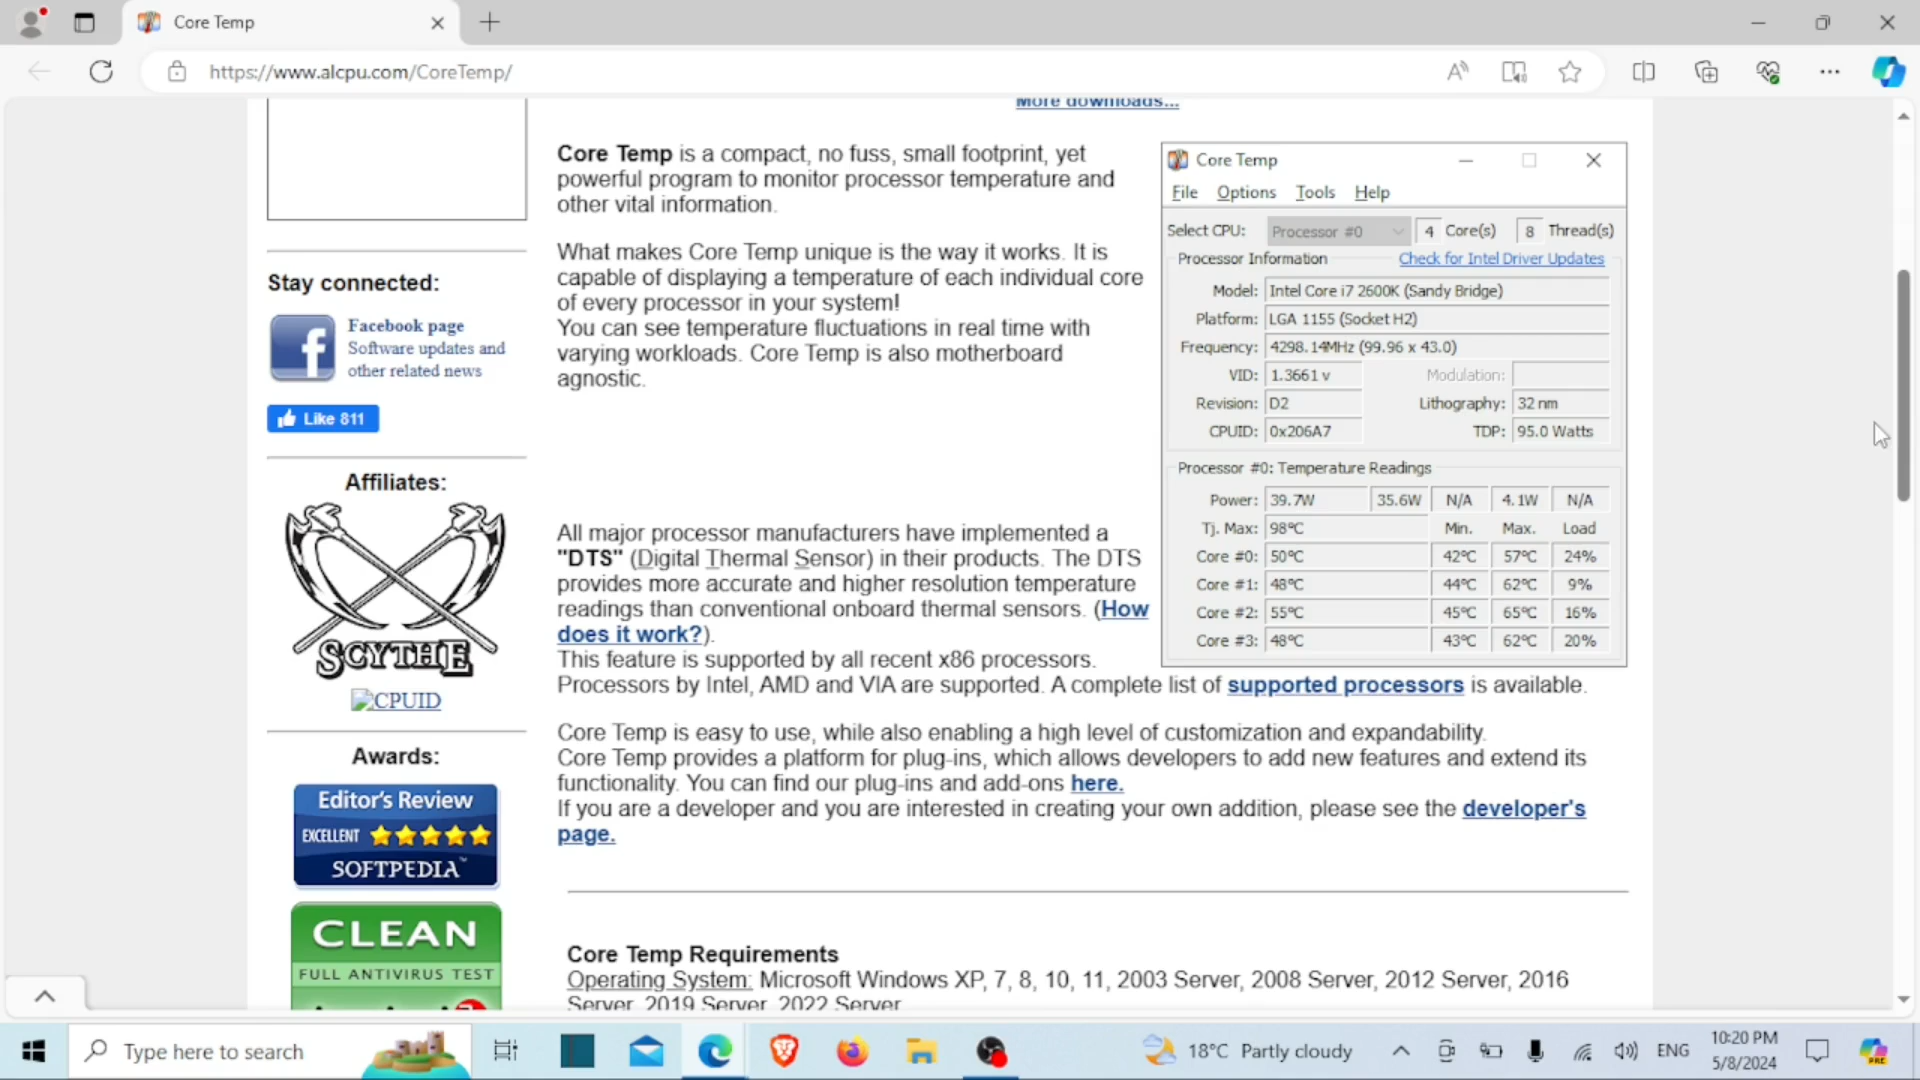 Core Temp
https://www.alcpu.com/CoreTemp/
More downloads...
Core Temp is a compact, no fuss, small footprint, yet
powerful program to monitor processor temperature and
other vital information.
What makes Core Temp unique is the way it works. It is
capable of displaying a temperature of each individual core
of every processor in your system!
You can see temperature fluctuations in real time with
varying workloads. Core Temp is also motherboard
agnostic.
All major processor manufacturers have implemented a
"DTS" (Digital Thermal Sensor) in their products. The DTS
provides more accurate and higher resolution temperature
readings than conventional onboard thermal sensors. (How
does it work?).
This feature is supported by all recent x86 processors.
Processors by Intel, AMD and VIA are supported. A complete list of supported processors is available.
Core Temp is easy to use, while also enabling a high level of customization and expandability.
Core Temp provides a platform for plug-ins, which allows developers to add new features and extend its
functionality. You can find our plug-ins and add-ons here.
If you are a developer and you are interested in creating your own addition, please see the developer's
page.
Core Temp Requirements
Operating System: Microsoft Windows XP, 7, 8, 10, 11, 2003 Server, 2008 Server, 2012 Server, 2016
Server, 2019 Server, 2022 Server
Core Temp
File Options Tools Help
Select CPU: Processor #0 4 Core(s) 8 Thread(s)
Processor Information Check for Intel Driver Updates
Model: Intel Core i7 2600K (Sandy Bridge)
Platform: LGA 1155 (Socket H2)
Frequency: 4298.14MHz (99.96 x 43.0)
VID: 1.3661 v Modulation:
Revision: D2 Lithography: 32 nm
CPUID: 0x206A7 TDP: 95.0 Watts
Processor #0: Temperature Readings
Power: 39.7W 35.6W N/A 4.1W N/A
Tj. Max: 98°C Min. Max. Load
Core #0: 50°C 42°C 57°C 24%
Core #1: 48°C 44°C 62°C 9%
Core #2: 55°C 45°C 65°C 16%
Core #3: 48°C 43°C 62°C 20%
Stay connected:
Facebook page
Software updates and
other related news
Like 811
Affiliates:
SCYTHE
CPUID
Awards:
Editor's Review
EXCELLENT
SOFTPEDIA™
CLEAN
FULL ANTIVIRUS TEST
Type here to search
18°C Partly cloudy
ENG
10:20 PM
5/8/2024
PRE